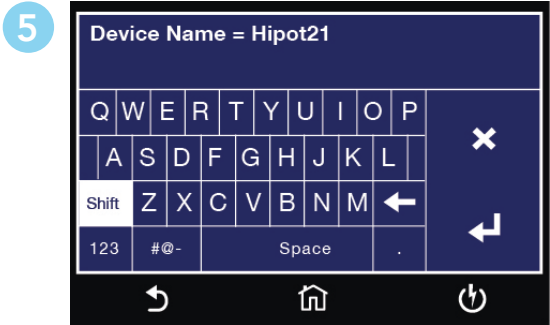 5
Device Name = Hipot21
Q W E R T Y U I O P
A S D F G H J K L
Shift Z X C V B N M
123 #@- Space .